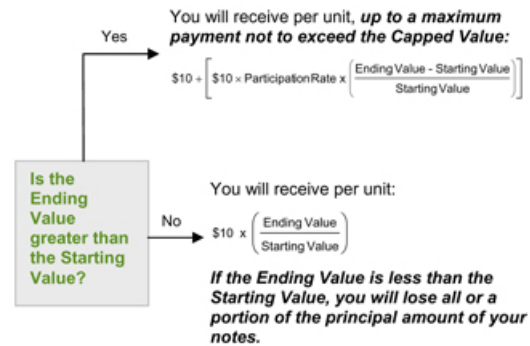 You will receive per unit, up to a maximum
payment not to exceed the Capped Value:
Yes
$10 + [ $10 × Participation Rate x ( Ending Value - Starting Value / Starting Value ) ]
Is the
Ending
Value
greater than
the Starting
Value?
No
You will receive per unit:
$10 x ( Ending Value / Starting Value )
If the Ending Value is less than the
Starting Value, you will lose all or a
portion of the principal amount of your
notes.